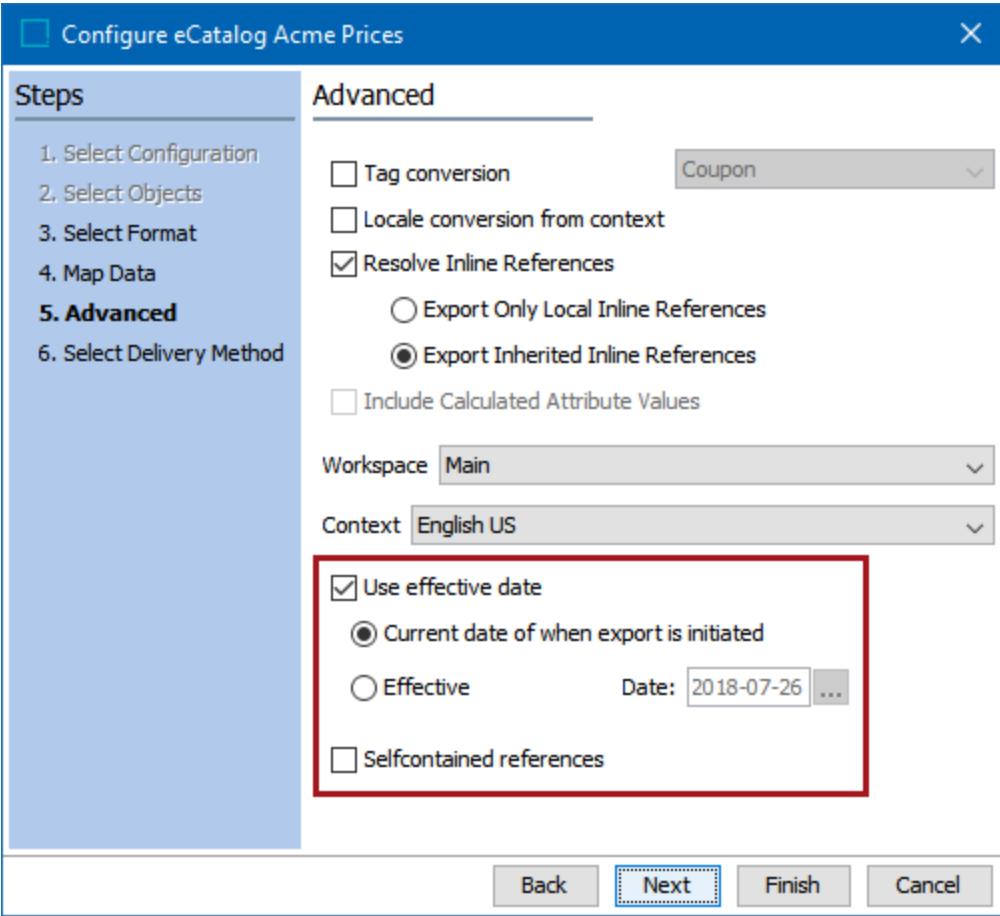 Configure eCatalog Acme Prices
Steps
1. Select Configuration
2. Select Objects
3. Select Format
4. Map Data
5. Advanced
6. Select Delivery Method
Advanced
Tag conversion
Coupon
Locale conversion from context
Resolve Inline References
Export Only Local Inline References
Export Inherited Inline References
Include Calculated Attribute Values
Workspace Main
Context English US
Use effective date
Current date of when export is initiated
Effective Date: 2018-07-26 ...
Selfcontained references
Back Next Finish Cancel